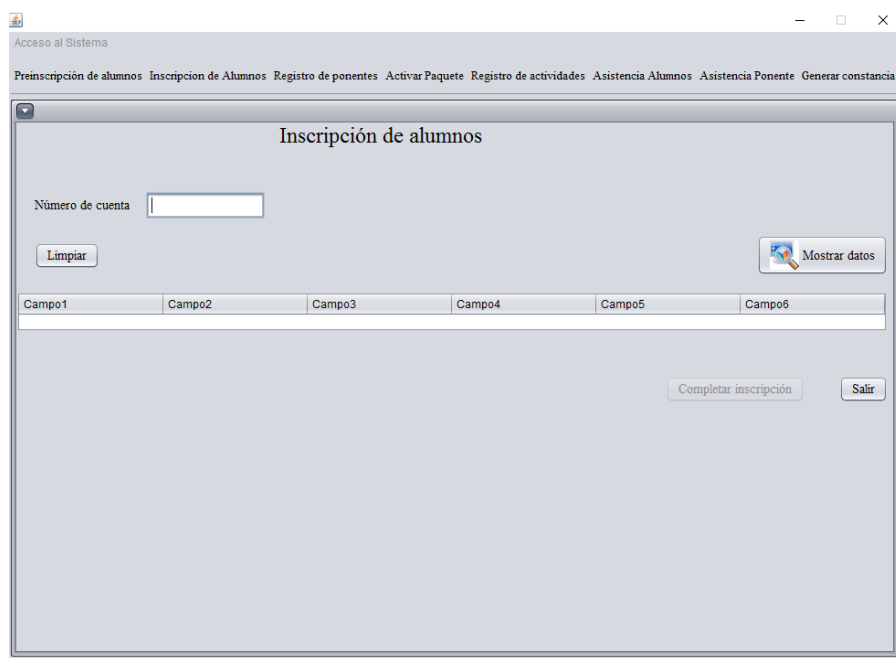 Acceso al Sistema
Preinscripción de alumnos Inscripcion de Alumnos Registro de ponentes Activar Paquete Registro de actividades Asistencia Alumnos Asistencia Ponente Generar constancia
Inscripción de alumnos
Número de cuenta
Limpiar
Mostrar datos
Campo1 Campo2 Campo3 Campo4 Campo5 Campo6
Completar inscripción Salir